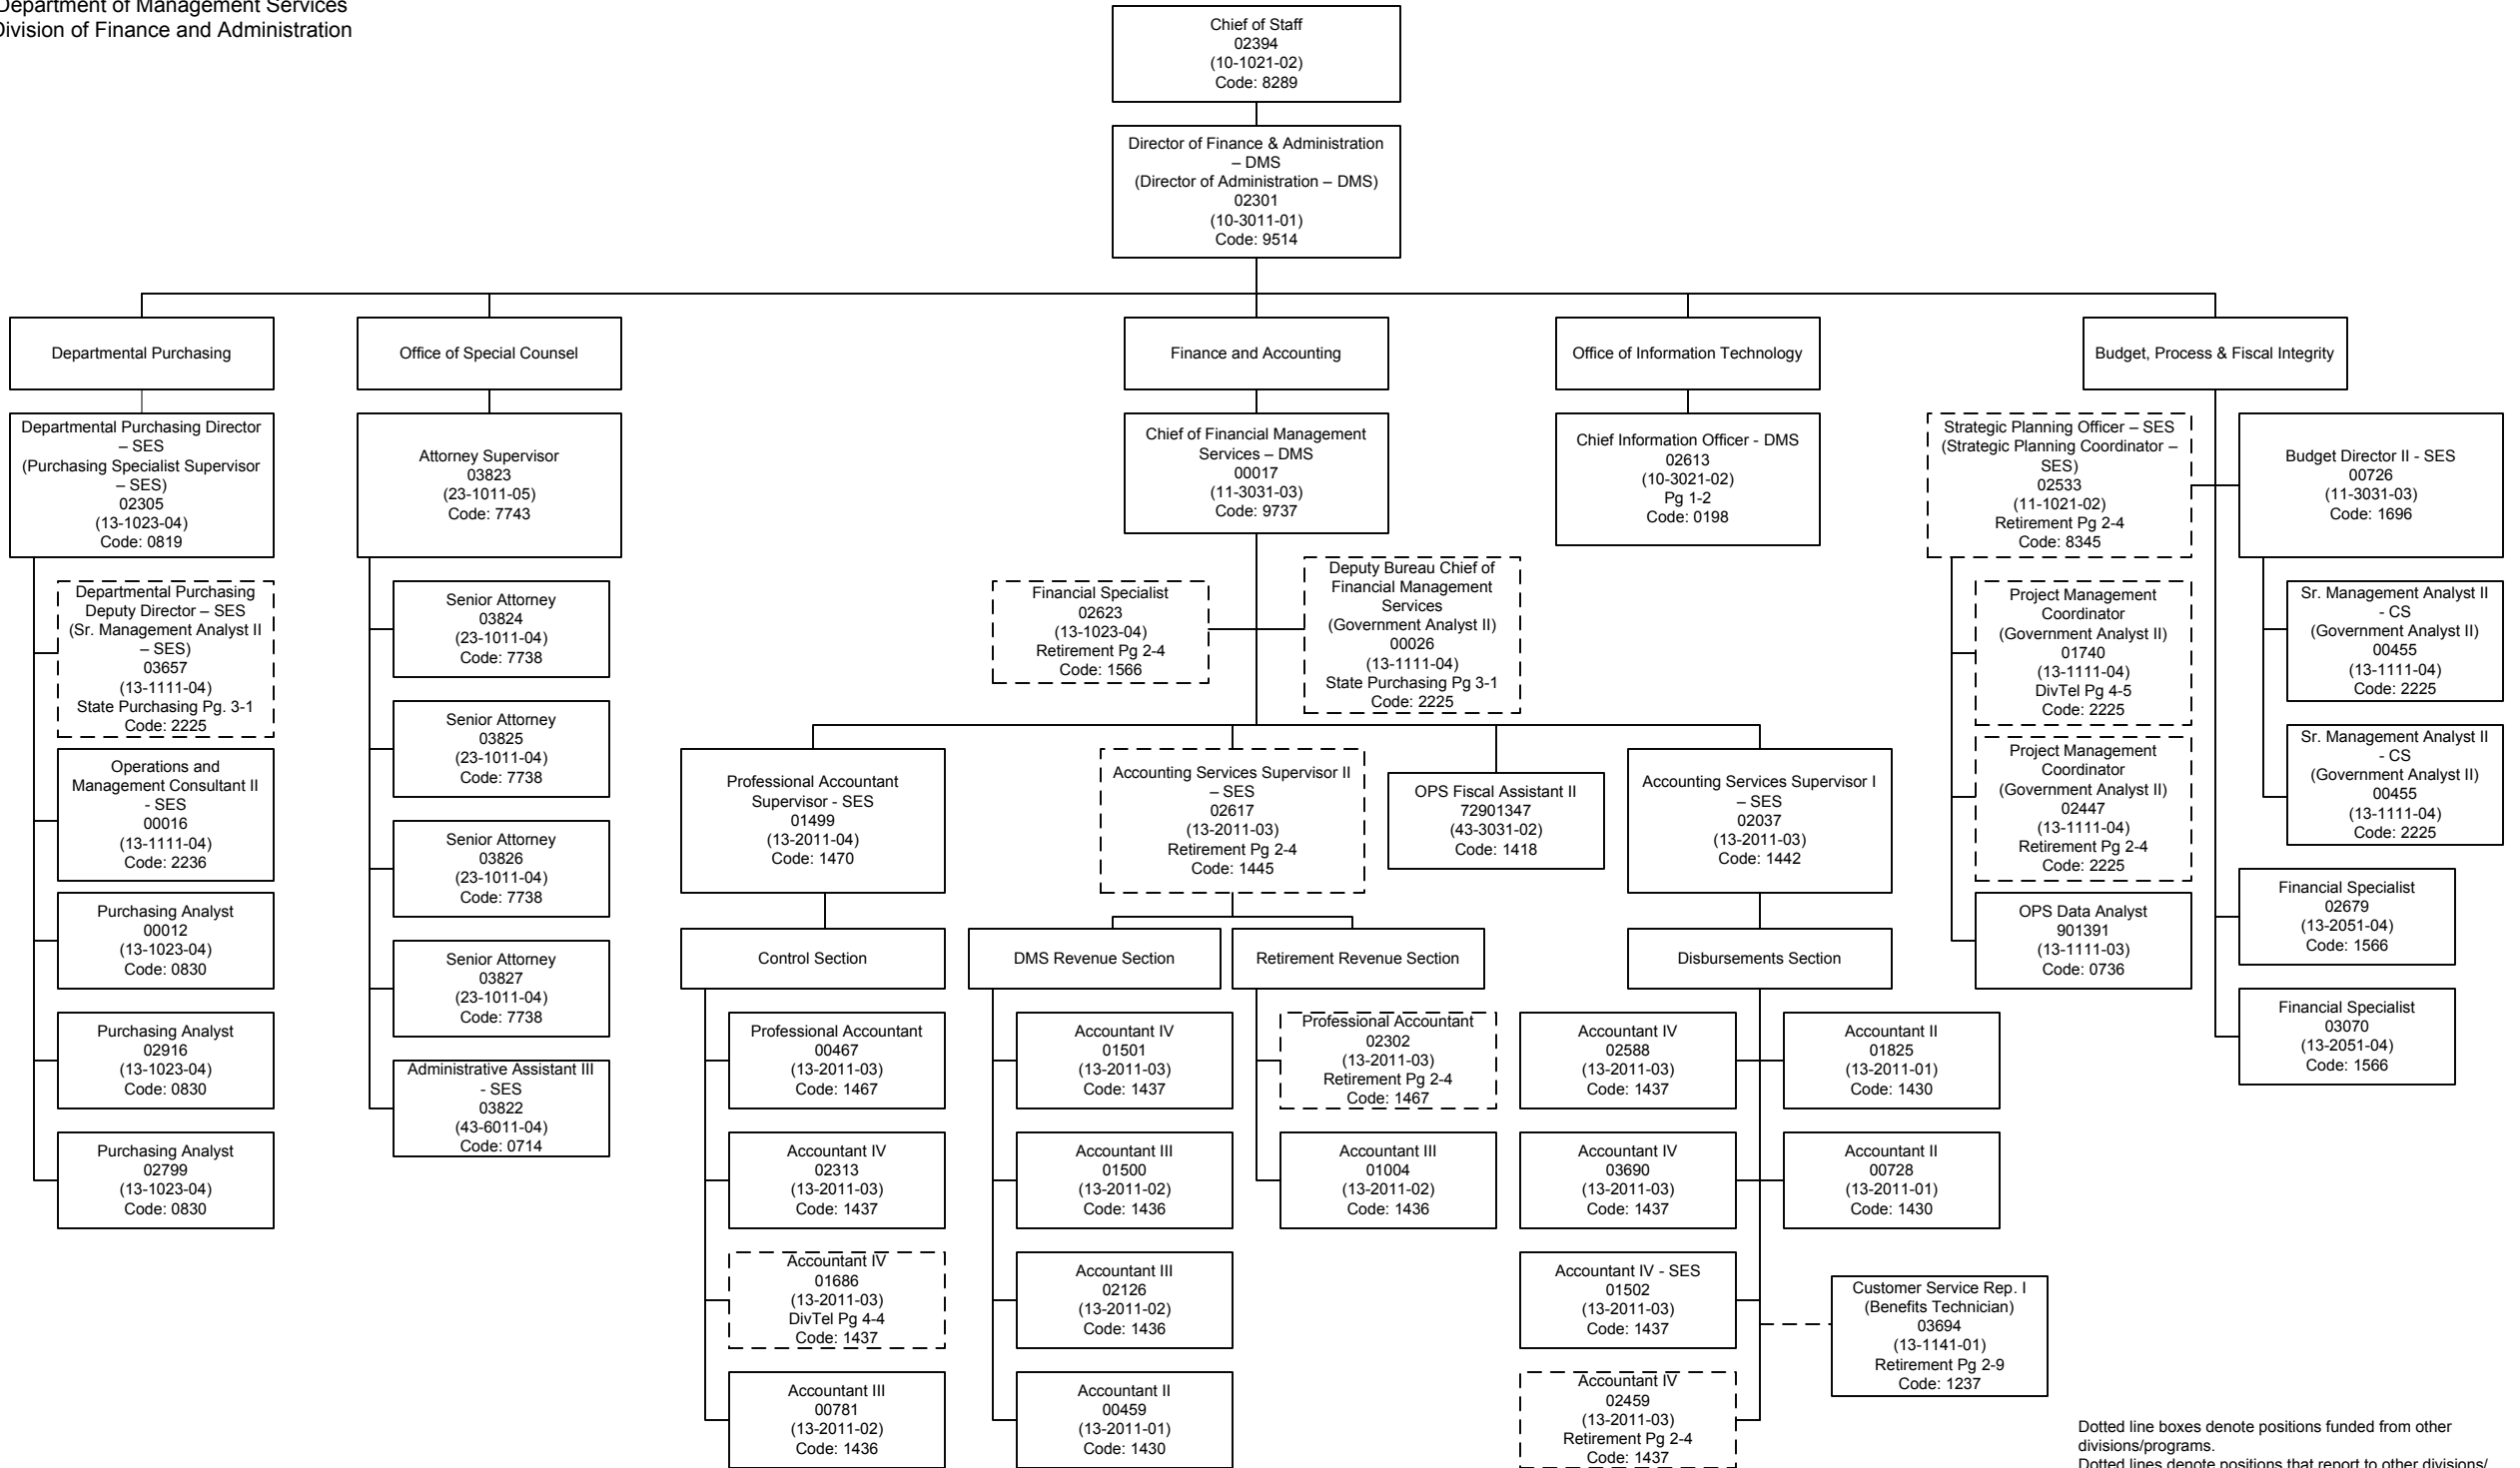 Department of Management Services
Division of Finance and Administration
Chief of Staff
02394
(10-1021-02)
Code: 8289
Director of Finance & Administration
– DMS
(Director of Administration – DMS)
02301
(10-3011-01)
Code: 9514
Departmental Purchasing
Office of Special Counsel
Finance and Accounting
Office of Information Technology
Budget, Process & Fiscal Integrity
Departmental Purchasing Director
– SES
(Purchasing Specialist Supervisor
– SES)
02305
(13-1023-04)
Code: 0819
Departmental Purchasing
Deputy Director – SES
(Sr. Management Analyst II
– SES)
03657
(13-1111-04)
State Purchasing Pg. 3-1
Code: 2225
Operations and
Management Consultant II
- SES
00016
(13-1111-04)
Code: 2236
Purchasing Analyst
00012
(13-1023-04)
Code: 0830
Purchasing Analyst
02916
(13-1023-04)
Code: 0830
Purchasing Analyst
02799
(13-1023-04)
Code: 0830
Attorney Supervisor
03823
(23-1011-05)
Code: 7743
Senior Attorney
03824
(23-1011-04)
Code: 7738
Senior Attorney
03825
(23-1011-04)
Code: 7738
Senior Attorney
03826
(23-1011-04)
Code: 7738
Senior Attorney
03827
(23-1011-04)
Code: 7738
Administrative Assistant III
- SES
03822
(43-6011-04)
Code: 0714
Chief of Financial Management
Services – DMS
00017
(11-3031-03)
Code: 9737
Financial Specialist
02623
(13-1023-04)
Retirement Pg 2-4
Code: 1566
Deputy Bureau Chief of
Financial Management
Services
(Government Analyst II)
00026
(13-1111-04)
State Purchasing Pg 3-1
Code: 2225
Professional Accountant
Supervisor - SES
01499
(13-2011-04)
Code: 1470
Accounting Services Supervisor II
– SES
02617
(13-2011-03)
Retirement Pg 2-4
Code: 1445
OPS Fiscal Assistant II
72901347
(43-3031-02)
Code: 1418
Accounting Services Supervisor I
– SES
02037
(13-2011-03)
Code: 1442
Control Section
DMS Revenue Section
Retirement Revenue Section
Disbursements Section
Professional Accountant
00467
(13-2011-03)
Code: 1467
Accountant IV
02313
(13-2011-03)
Code: 1437
Accountant IV
01686
(13-2011-03)
DivTel Pg 4-4
Code: 1437
Accountant III
00781
(13-2011-02)
Code: 1436
Accountant IV
01501
(13-2011-03)
Code: 1437
Accountant III
01500
(13-2011-02)
Code: 1436
Accountant III
02126
(13-2011-02)
Code: 1436
Accountant II
00459
(13-2011-01)
Code: 1430
Professional Accountant
02302
(13-2011-03)
Retirement Pg 2-4
Code: 1467
Accountant III
01004
(13-2011-02)
Code: 1436
Accountant IV
02588
(13-2011-03)
Code: 1437
Accountant IV
03690
(13-2011-03)
Code: 1437
Accountant IV - SES
01502
(13-2011-03)
Code: 1437
Accountant IV
02459
(13-2011-03)
Retirement Pg 2-4
Code: 1437
Accountant II
01825
(13-2011-01)
Code: 1430
Accountant II
00728
(13-2011-01)
Code: 1430
Customer Service Rep. I
(Benefits Technician)
03694
(13-1141-01)
Retirement Pg 2-9
Code: 1237
Chief Information Officer - DMS
02613
(10-3021-02)
Pg 1-2
Code: 0198
Strategic Planning Officer – SES
(Strategic Planning Coordinator –
SES)
02533
(11-1021-02)
Retirement Pg 2-4
Code: 8345
Project Management
Coordinator
(Government Analyst II)
01740
(13-1111-04)
DivTel Pg 4-5
Code: 2225
Project Management
Coordinator
(Government Analyst II)
02447
(13-1111-04)
Retirement Pg 2-4
Code: 2225
OPS Data Analyst
901391
(13-1111-03)
Code: 0736
Budget Director II - SES
00726
(11-3031-03)
Code: 1696
Sr. Management Analyst II
- CS
(Government Analyst II)
00455
(13-1111-04)
Code: 2225
Sr. Management Analyst II
- CS
(Government Analyst II)
00455
(13-1111-04)
Code: 2225
Financial Specialist
02679
(13-2051-04)
Code: 1566
Financial Specialist
03070
(13-2051-04)
Code: 1566
Dotted line boxes denote positions funded from other
divisions/programs.
Dotted lines denote positions that report to other divisions/